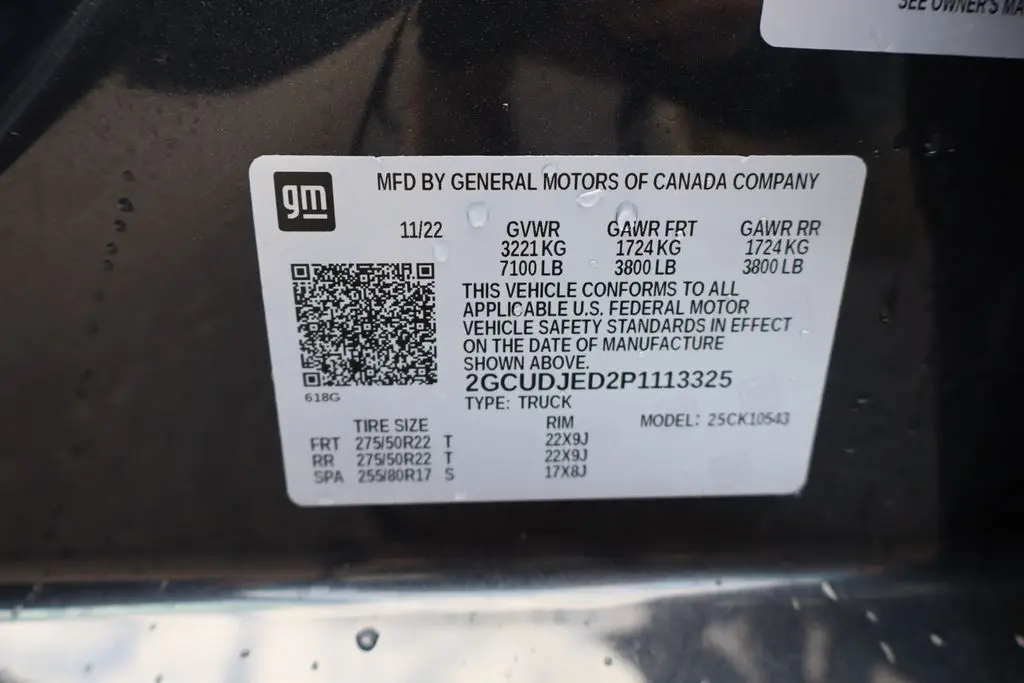 SEE OWNER'S MA
gm
MFD BY GENERAL MOTORS OF CANADA COMPANY
11/22 GVWR GAWR FRT GAWR RR
3221 KG 1724 KG 1724 KG
7100 LB 3800 LB 3800 LB
THIS VEHICLE CONFORMS TO ALL
APPLICABLE U.S. FEDERAL MOTOR
VEHICLE SAFETY STANDARDS IN EFFECT
ON THE DATE OF MANUFACTURE
SHOWN ABOVE.
2GCUDJED2P1113325
618G
TYPE: TRUCK
TIRE SIZE RIM MODEL: 2SCK10543
FRT 275/50R22 T 22X9J
RR 275/50R22 T 22X9J
SPA 255/80R17 S 17X8J